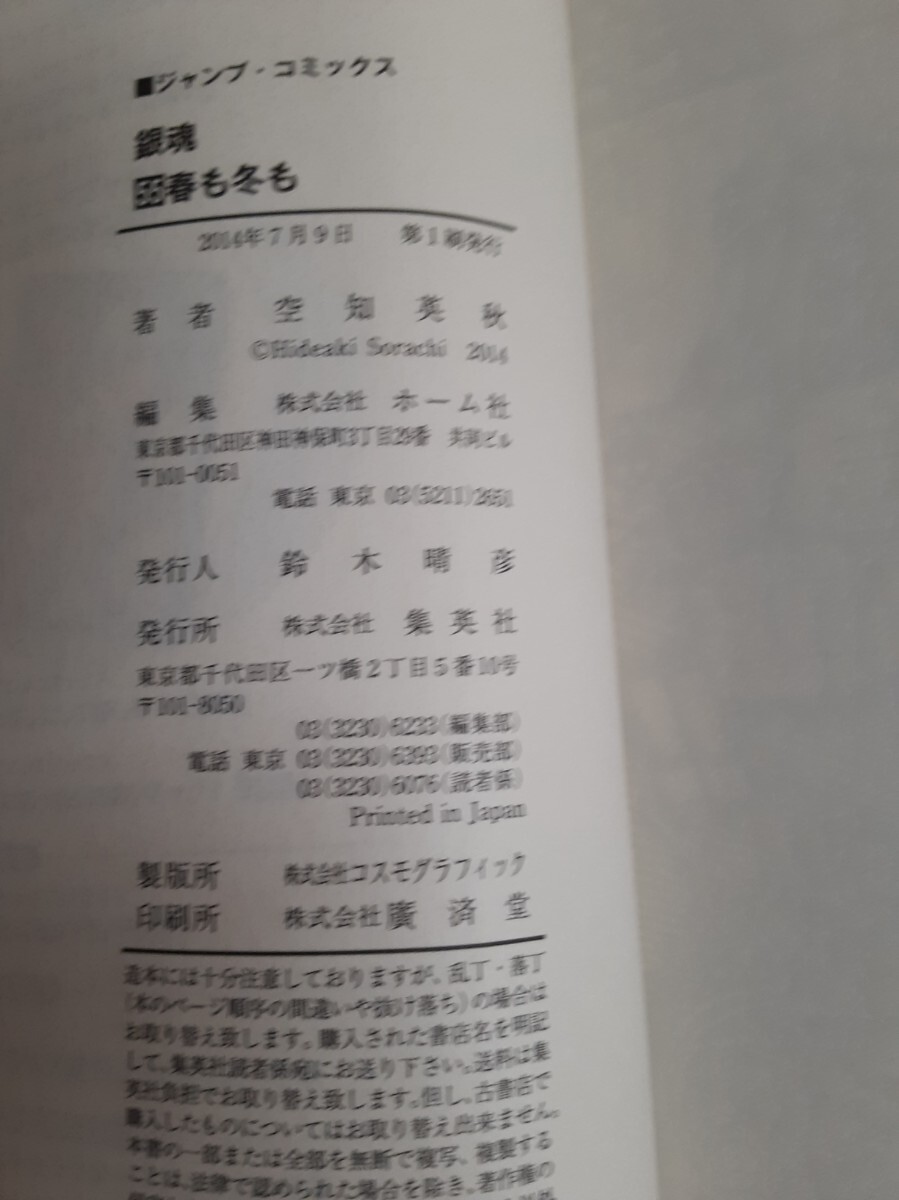 ■ジャンプ・コミックス
銀魂
春も冬も
2014年7月9日 第1刷発行
著者 空知英秋
©Hideaki Sorachi 2014
編集 株式会社 ホーム社
東京都千代田区神田神保町3丁目29番 共同ビル
〒101-0051
電話 東京 03(5211)2651
発行人 鈴木晴彦
発行所 株式会社 集英社
東京都千代田区一ツ橋2丁目5番10号
〒101-8050
03(3230)6233(編集部)
電話 東京 03(3230)6393(販売部)
03(3230)6076(読者係)
Printed in Japan
製版所 株式会社コスモグラフィック
印刷所 株式会社廣済堂
造本には十分注意しておりますが、乱丁・落丁
(本のページ順序の間違いや抜け落ち)の場合は
お取り替え致します。購入された書店名を明記
して、集英社読者係宛にお送り下さい。送料は集
英社負担でお取り替え致します。但し、古書店で
購入したものについてはお取り替え出来ません。
本書の一部または全部を無断で複写、複製する
ことは、法律で認められた場合を除き、著作権の